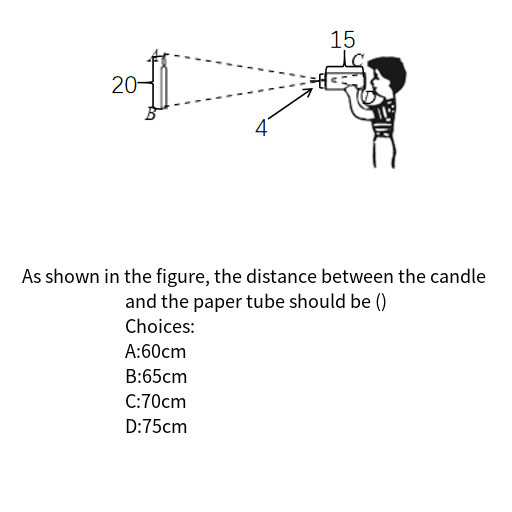 15
C
A
20
B
D
4
As shown in the figure, the distance between the candle
and the paper tube should be ()
Choices:
A:60cm
B:65cm
C:70cm
D:75cm